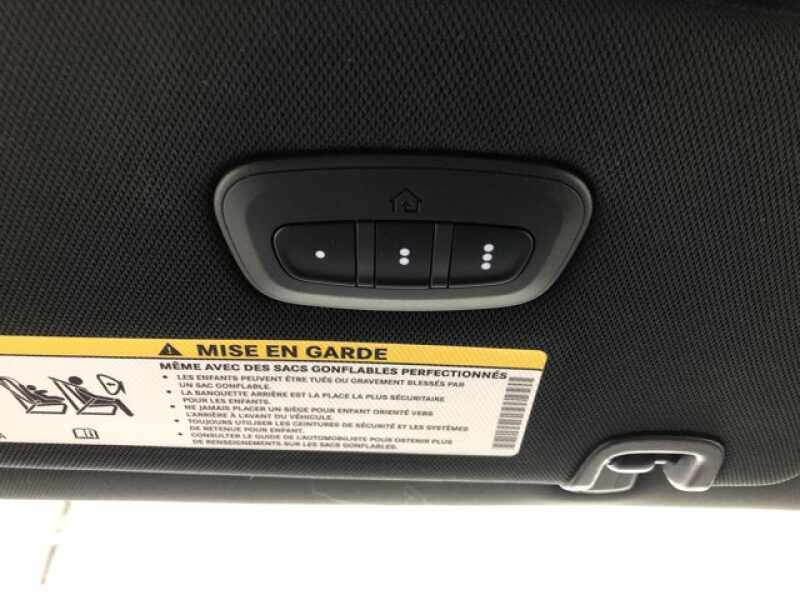 MISE EN GARDE
MÊME AVEC DES SACS GONFLABLES PERFECTIONNÉS
• LES ENFANTS PEUVENT ÊTRE TUÉS OU GRAVEMENT BLESSÉS PAR
UN SAC GONFLABLE.
• LA BANQUETTE ARRIÈRE EST LA PLACE LA PLUS SÉCURITAIRE
POUR LES ENFANTS.
• NE JAMAIS PLACER UN SIÈGE POUR ENFANT ORIENTÉ VERS
L'ARRIÈRE À L'AVANT DU VÉHICULE.
• TOUJOURS UTILISER LES CEINTURES DE SÉCURITÉ ET LES SYSTÈMES
DE RETENUE POUR ENFANT.
• CONSULTER LE GUIDE DE L'AUTOMOBILISTE POUR OBTENIR PLUS
DE RENSEIGNEMENTS SUR LES SACS GONFLABLES.